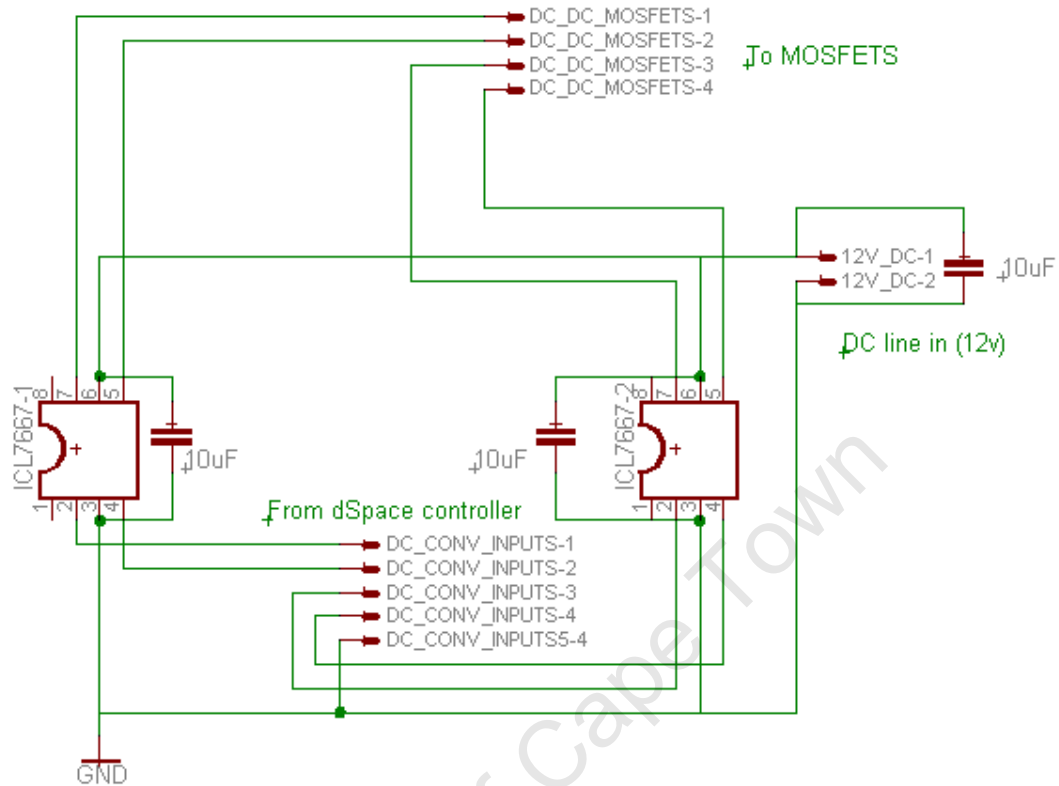 DC_DC_MOSFETS-1
DC_DC_MOSFETS-2
DC_DC_MOSFETS-3
DC_DC_MOSFETS-4
To MOSFETS
12V_DC-1
12V_DC-2
10uF
DC line in (12v)
8 7 6 5
ICL7667-1
1 2 3 4
10uF
10uF
8 7 6 5
ICL7667-2
1 2 3 4
From dSpace controller
DC_CONV_INPUTS-1
DC_CONV_INPUTS-2
DC_CONV_INPUTS-3
DC_CONV_INPUTS-4
DC_CONV_INPUTS5-4
GND
of Cape Town